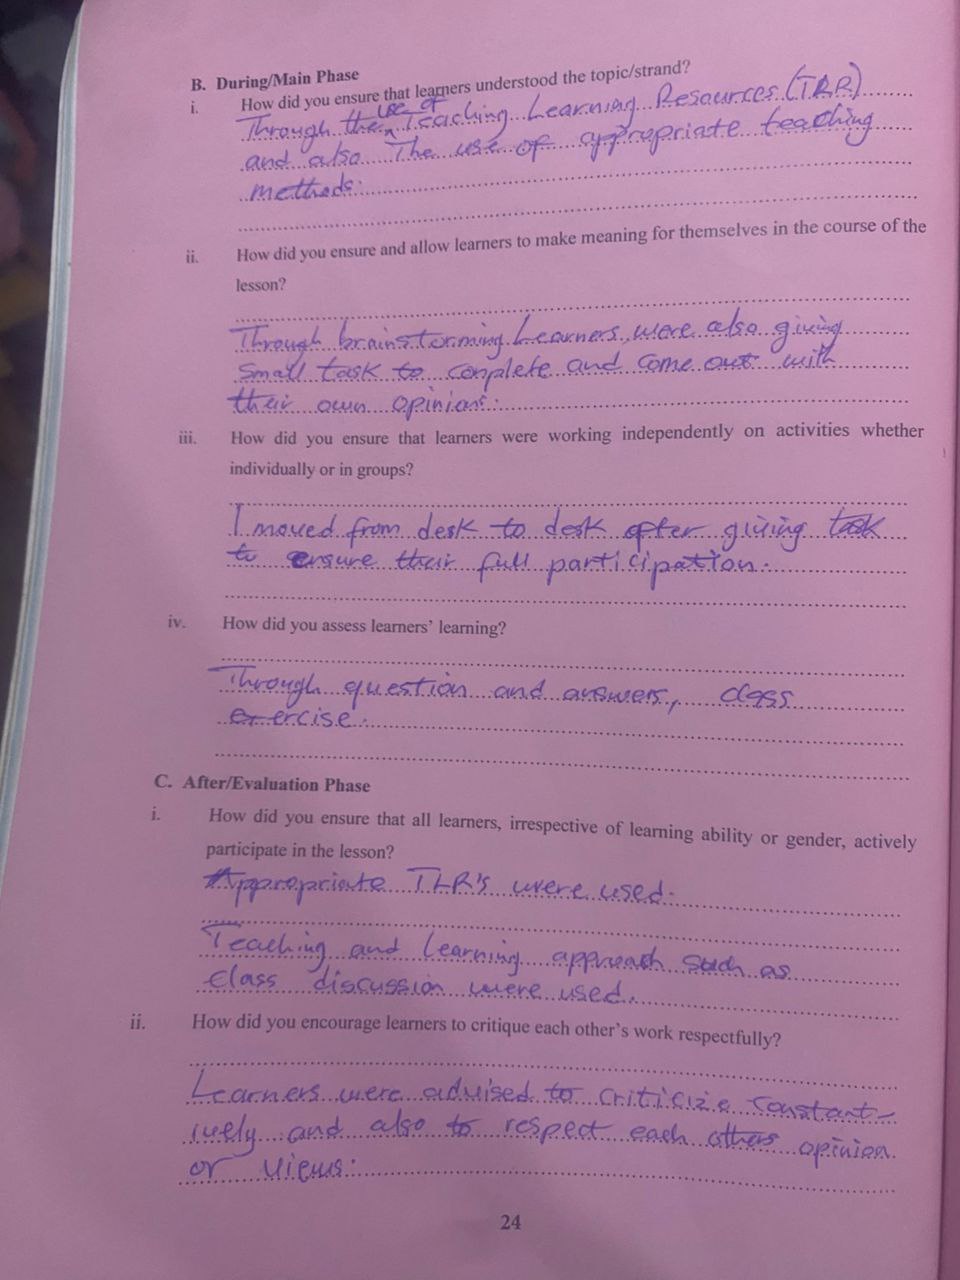 B. During/Main Phase
i. How did you ensure that learners understood the topic/strand?
Through the use of Teaching Learning Resources (TLR)
and also The use of appropriate teaching
methods.
ii. How did you ensure and allow learners to make meaning for themselves in the course of the
lesson?
Through brainstorming Learners were also giving
small task to conplete and come out with
their own opinions.
iii. How did you ensure that learners were working independently on activities whether
individually or in groups?
I moved from desk to desk after giving task
to ensure their full participation.
iv. How did you assess learners' learning?
Through question and answers, class
exercise.
C. After/Evaluation Phase
i. How did you ensure that all learners, irrespective of learning ability or gender, actively
participate in the lesson?
Appropriate TLR's were used.
Teaching and learning approach such as
class discussion were used.
ii. How did you encourage learners to critique each other's work respectfully?
Learners were advised to criticize constant-
ively and also to respect each others opinion
or views.
24